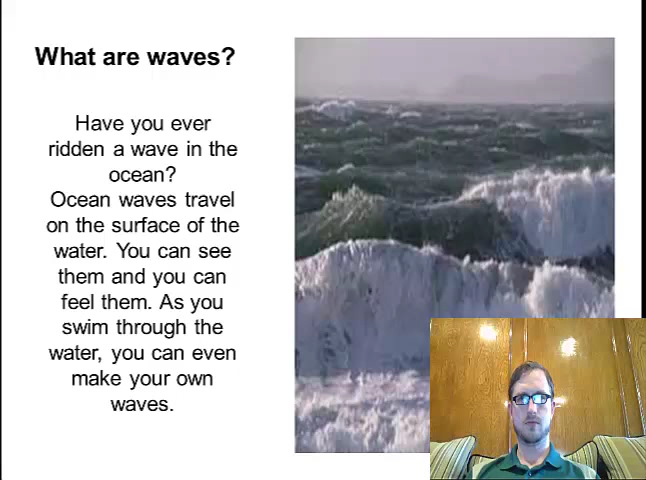 What are waves?
Have you ever
ridden a wave in the
ocean?
Ocean waves travel
on the surface of the
water. You can see
them and you can
feel them. As you
swim through the
water, you can even
make your own
waves.